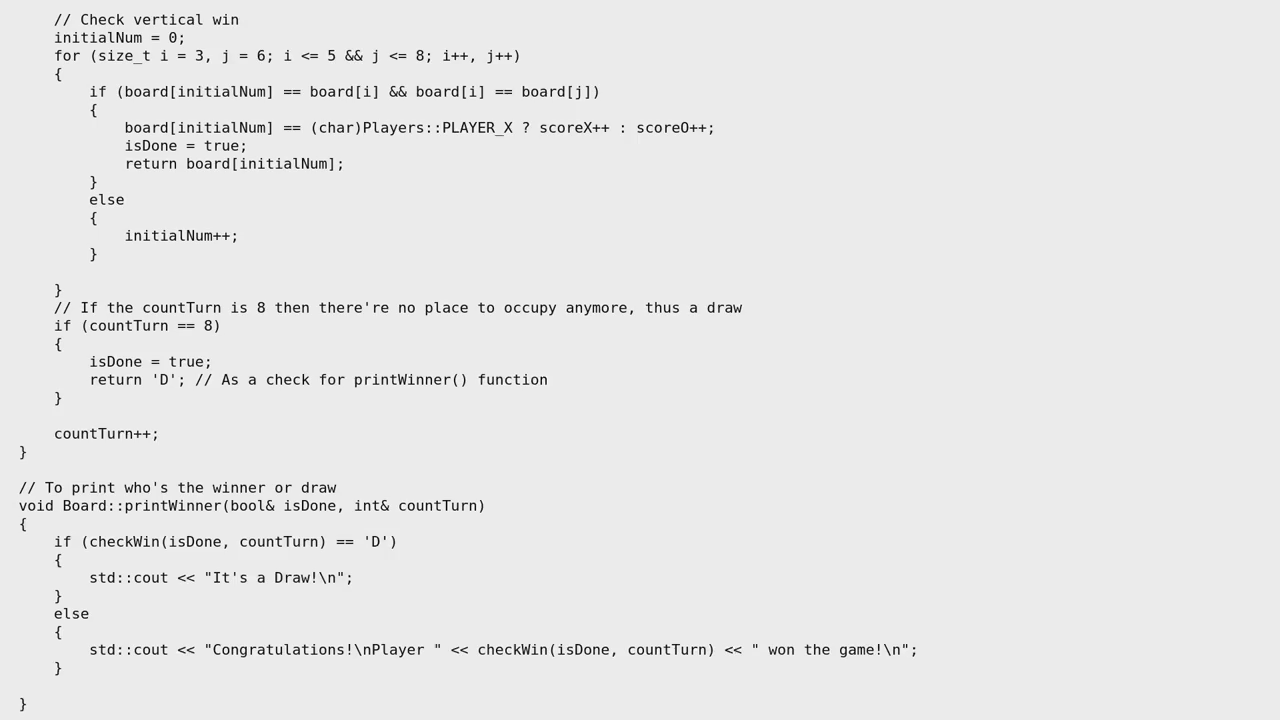 // Check vertical win
initialNum = 0;
for (size_t i = 3, j = 6; i <= 5 && j <= 8; i++, j++)
{
if (board[initialNum] == board[i] && board[i] == board[j])
{
board[initialNum] == (char)Players::PLAYER_X ? scoreX++ : scoreO++;
isDone = true;
return board[initialNum];
}
else
{
initialNum++;
}
}
// If the countTurn is 8 then there're no place to occupy anymore, thus a draw
if (countTurn == 8)
{
isDone = true;
return 'D'; // As a check for printWinner() function
}
countTurn++;
}
// To print who's the winner or draw
void Board::printWinner(bool& isDone, int& countTurn)
{
if (checkWin(isDone, countTurn) == 'D')
{
std::cout << "It's a Draw!\n";
}
else
{
std::cout << "Congratulations!\nPlayer " << checkWin(isDone, countTurn) << " won the game!\n";
}
}